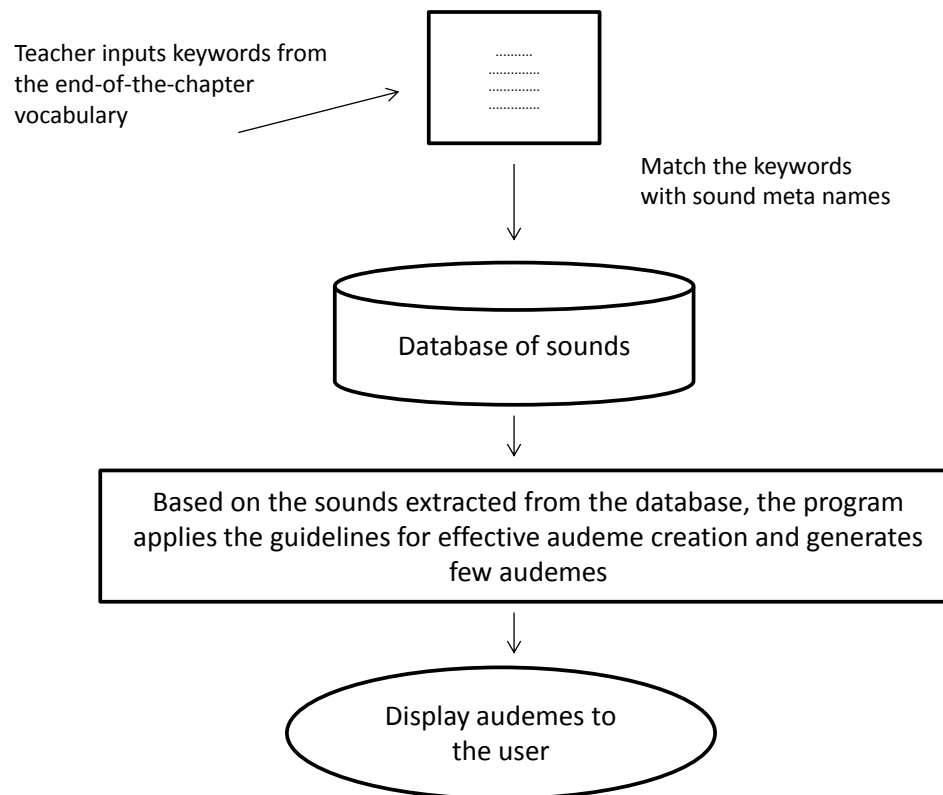 Teacher inputs keywords from
the end-of-the-chapter
vocabulary
..........
..............
..............
..............
Match the keywords
with sound meta names
Database of sounds
Based on the sounds extracted from the database, the program
applies the guidelines for effective audeme creation and generates
few audemes
Display audemes to
the user